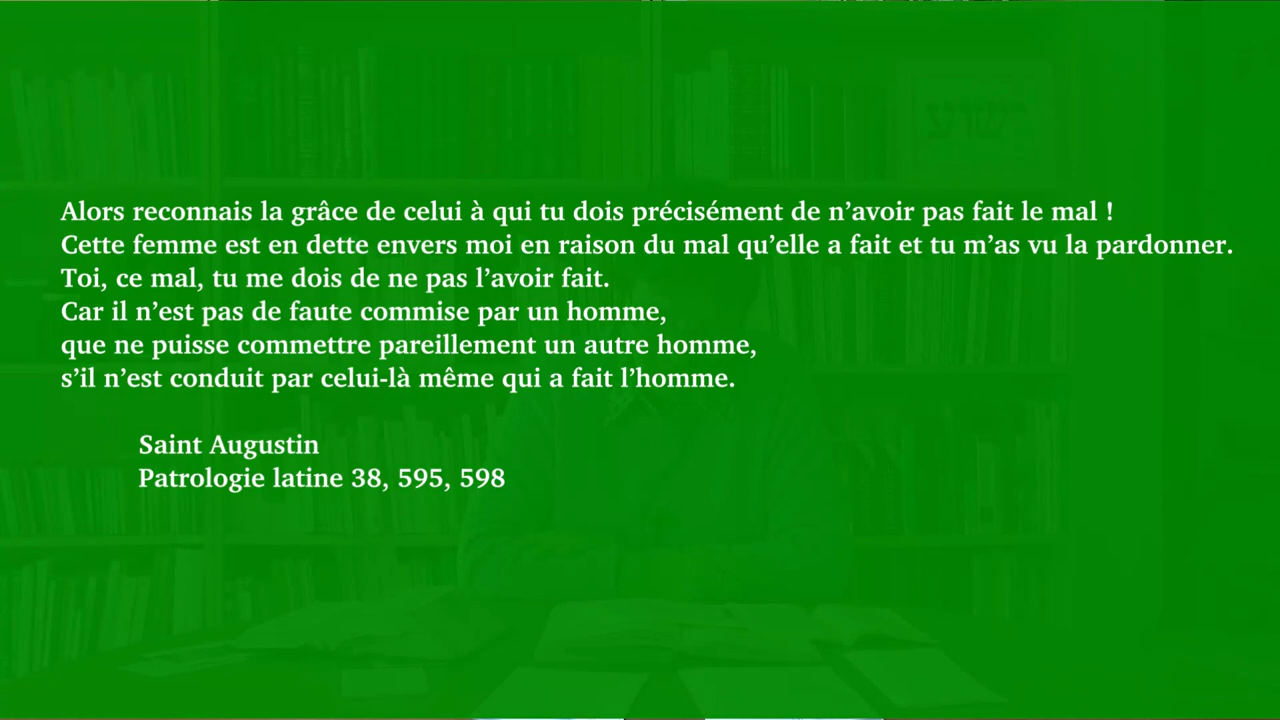 ישוע
Alors reconnais la grâce de celui à qui tu dois précisément de n’avoir pas fait le mal !
Cette femme est en dette envers moi en raison du mal qu’elle a fait et tu m’as vu la pardonner.
Toi, ce mal, tu me dois de ne pas l’avoir fait.
Car il n’est pas de faute commise par un homme,
que ne puisse commettre pareillement un autre homme,
s’il n’est conduit par celui-là même qui a fait l’homme.
Saint Augustin
Patrologie latine 38, 595, 598